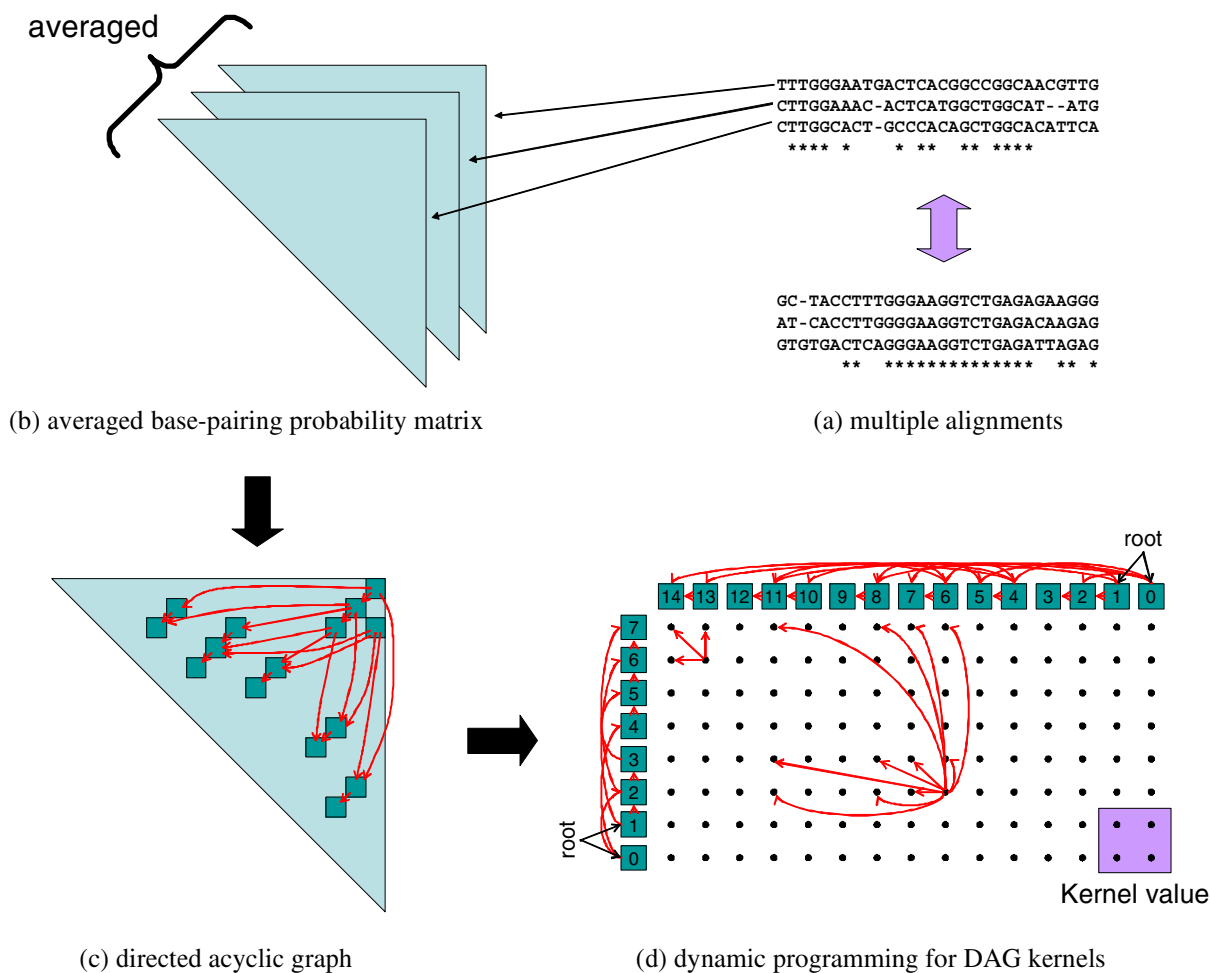 averaged
TTTGGGAATGACTCACGGCCGGCAACGTTG
CTTGGAAAC-ACTCATGGCTGGCAT--ATG
CTTGGCACT-GCCCACAGCTGGCACATTCA
**** * * ** ** ****
GC-TACCTTTGGGAAGGTCTGAGAGAAGGG
AT-CACCTTGGGGAAGGTCTGAGACAAGAG
GTGTGACTCAGGGAAGGTCTGAGATTAGAG
** ************** ** *
(b) averaged base-pairing probability matrix
(a) multiple alignments
root
14 13 12 11 10 9 8 7 6 5 4 3 2 1 0
7
6
5
4
3
2
1
0
root
Kernel value
(c) directed acyclic graph
(d) dynamic programming for DAG kernels